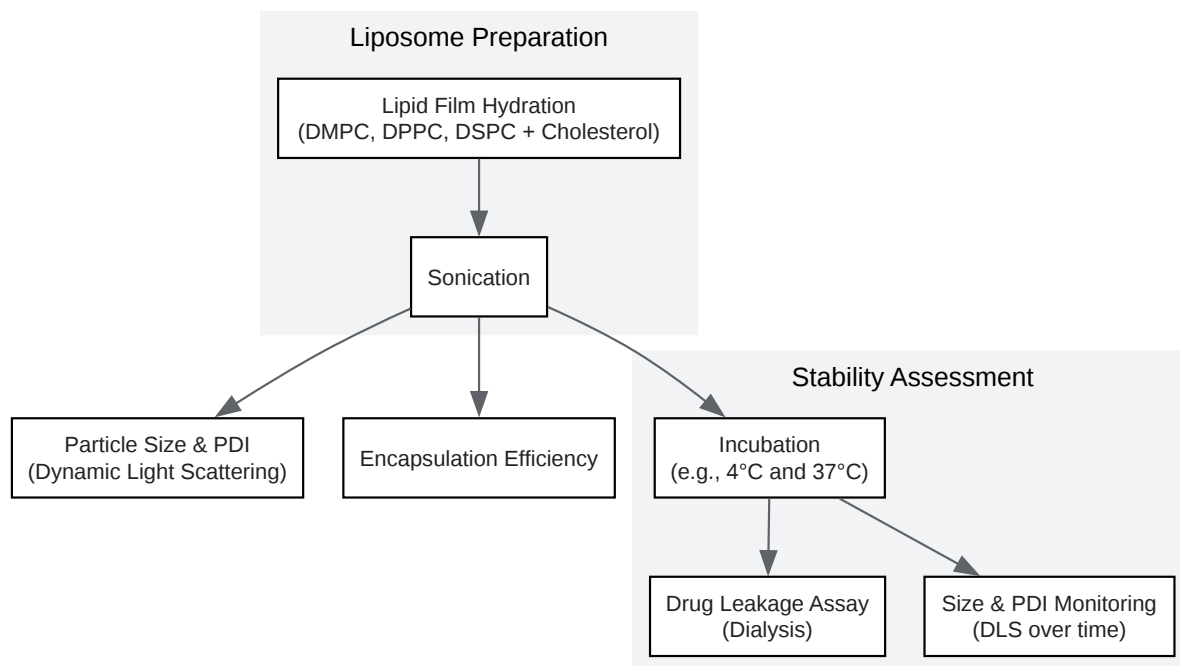 Liposome Preparation
Lipid Film Hydration
(DMPC, DPPC, DSPC + Cholesterol)
Sonication
Stability Assessment
Particle Size & PDI
(Dynamic Light Scattering)
Encapsulation Efficiency
Incubation
(e.g., 4°C and 37°C)
Drug Leakage Assay
(Dialysis)
Size & PDI Monitoring
(DLS over time)